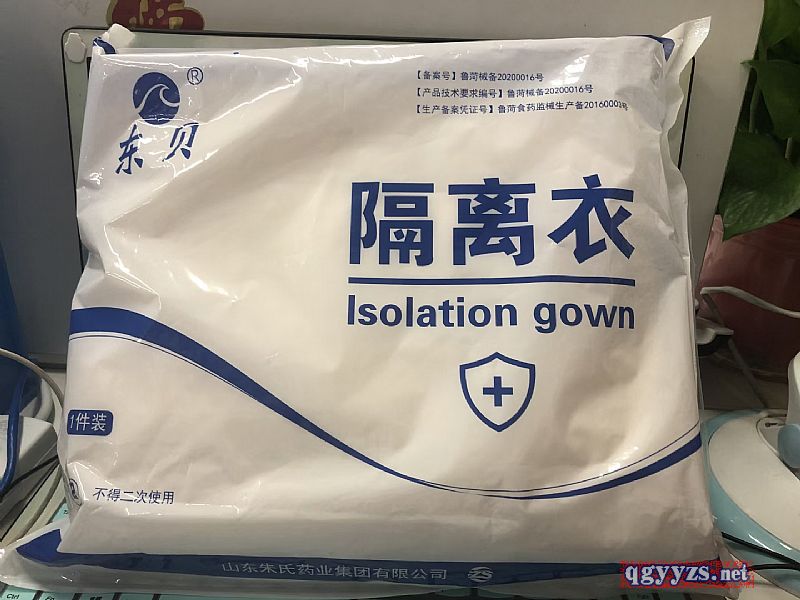 ®
东贝
【备案号】鲁菏械备20200016号
【产品技术要求编号】鲁菏械备20200016号
【生产备案凭证号】鲁菏食药监械生产备20160003号
隔离衣
Isolation gown
1件装
不得二次使用
山东朱氏药业集团有限公司
qgyyzs.net
Ctrl